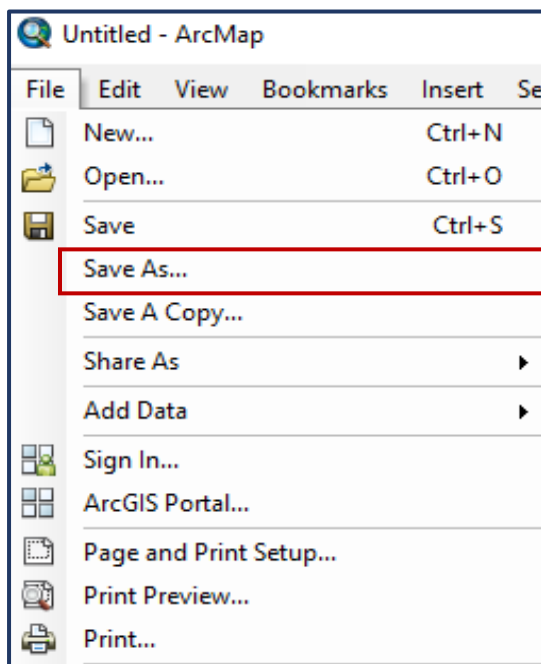 Untitled - ArcMap
File Edit View Bookmarks Insert Se
New... Ctrl+N
Open... Ctrl+O
Save Ctrl+S
Save As...
Save A Copy...
Share As
Add Data
Sign In...
ArcGIS Portal...
Page and Print Setup...
Print Preview...
Print...